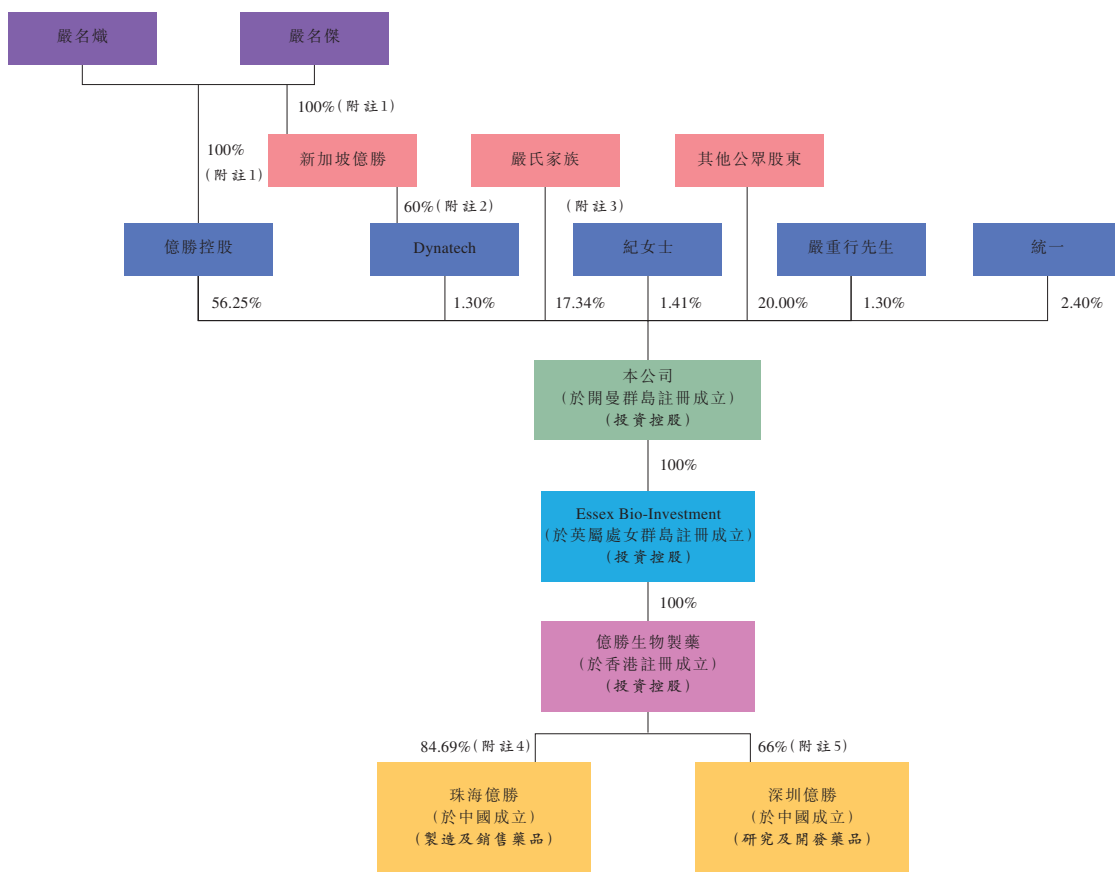 嚴名熾
嚴名傑
100%(附註1)
100%
(附註1)
新加坡億勝
嚴氏家族
其他公眾股東
60%(附註2)
(附註3)
億勝控股
Dynatech
紀女士
嚴重行先生
統一
56.25%
1.30%
17.34%
1.41%
20.00%
1.30%
2.40%
本公司
(於開曼群島註冊成立)
(投資控股)
100%
Essex Bio-Investment
(於英屬處女群島註冊成立)
(投資控股)
100%
億勝生物製藥
(於香港註冊成立)
(投資控股)
84.69%(附註4)
66%(附註5)
珠海億勝
(於中國成立)
(製造及銷售藥品)
深圳億勝
(於中國成立)
(研究及開發藥品)